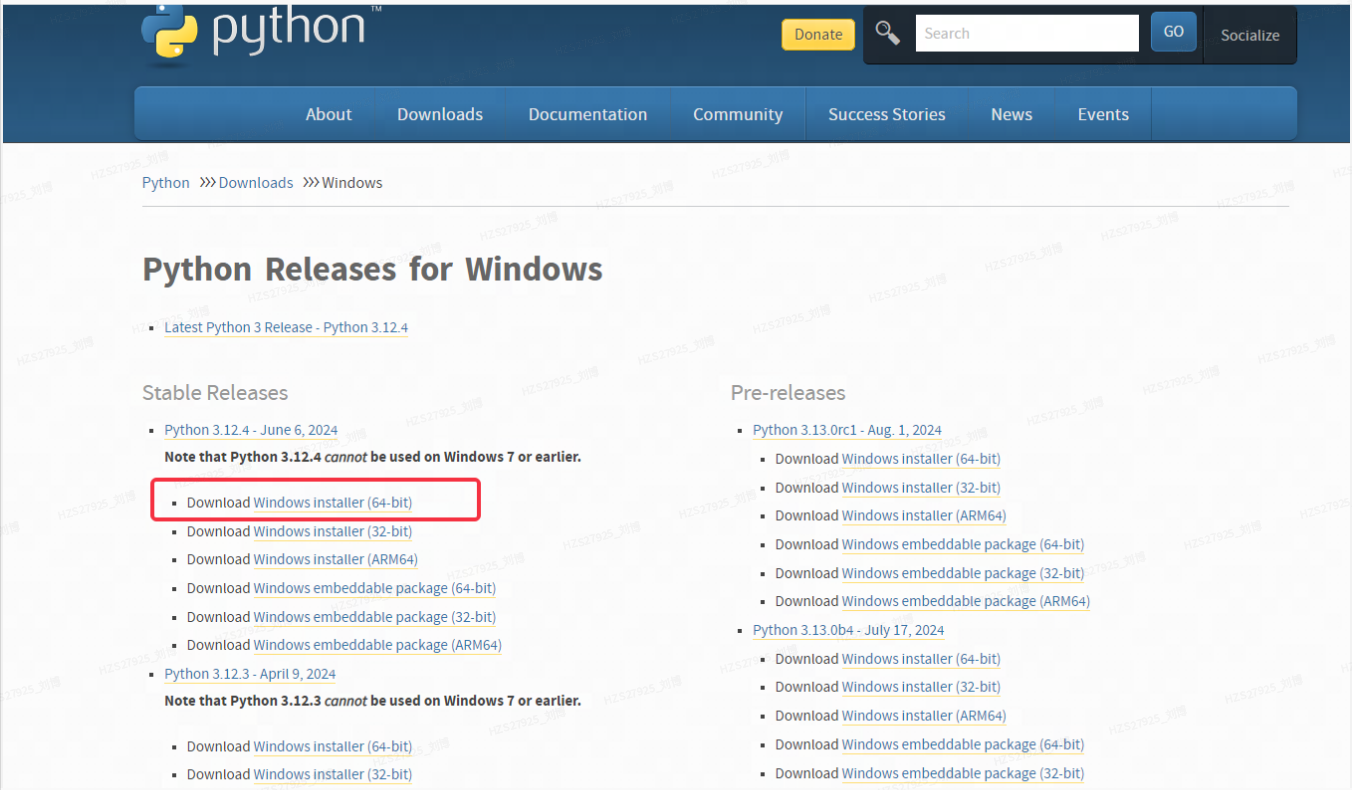 python™
Donate
Search
GO
Socialize
About
Downloads
Documentation
Community
Success Stories
News
Events
Python >>> Downloads >>> Windows
Python Releases for Windows
Latest Python 3 Release - Python 3.12.4
Stable Releases
Python 3.12.4 - June 6, 2024
Note that Python 3.12.4 cannot be used on Windows 7 or earlier.
Download Windows installer (64-bit)
Download Windows installer (32-bit)
Download Windows installer (ARM64)
Download Windows embeddable package (64-bit)
Download Windows embeddable package (32-bit)
Download Windows embeddable package (ARM64)
Python 3.12.3 - April 9, 2024
Note that Python 3.12.3 cannot be used on Windows 7 or earlier.
Download Windows installer (64-bit)
Download Windows installer (32-bit)
Pre-releases
Python 3.13.0rc1 - Aug. 1, 2024
Download Windows installer (64-bit)
Download Windows installer (32-bit)
Download Windows installer (ARM64)
Download Windows embeddable package (64-bit)
Download Windows embeddable package (32-bit)
Download Windows embeddable package (ARM64)
Python 3.13.0b4 - July 17, 2024
Download Windows installer (64-bit)
Download Windows installer (32-bit)
Download Windows installer (ARM64)
Download Windows embeddable package (64-bit)
Download Windows embeddable package (32-bit)
HZS27925_刘博